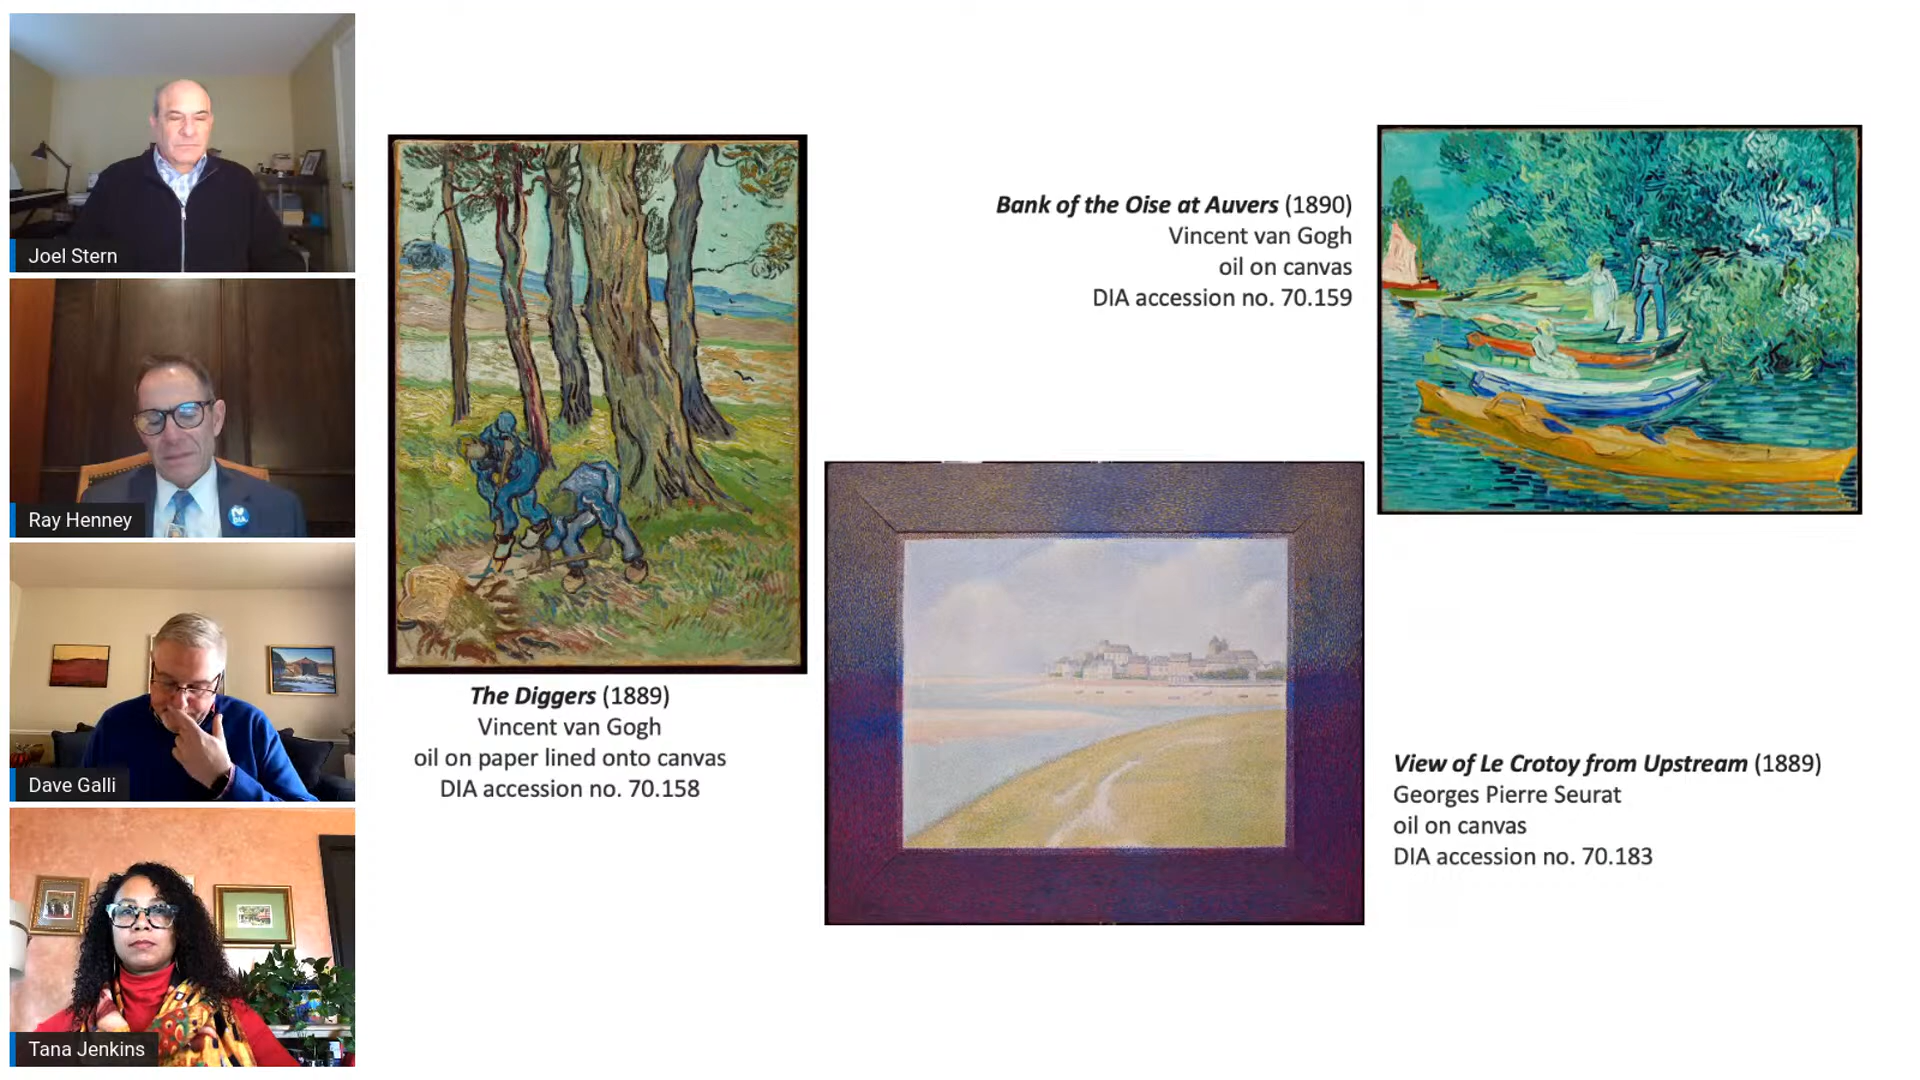 Joel Stern
Ray Henney
DIA
Dave Galli
Tana Jenkins
The Diggers (1889)
Vincent van Gogh
oil on paper lined onto canvas
DIA accession no. 70.158
Bank of the Oise at Auvers (1890)
Vincent van Gogh
oil on canvas
DIA accession no. 70.159
View of Le Crotoy from Upstream (1889)
Georges Pierre Seurat
oil on canvas
DIA accession no. 70.183